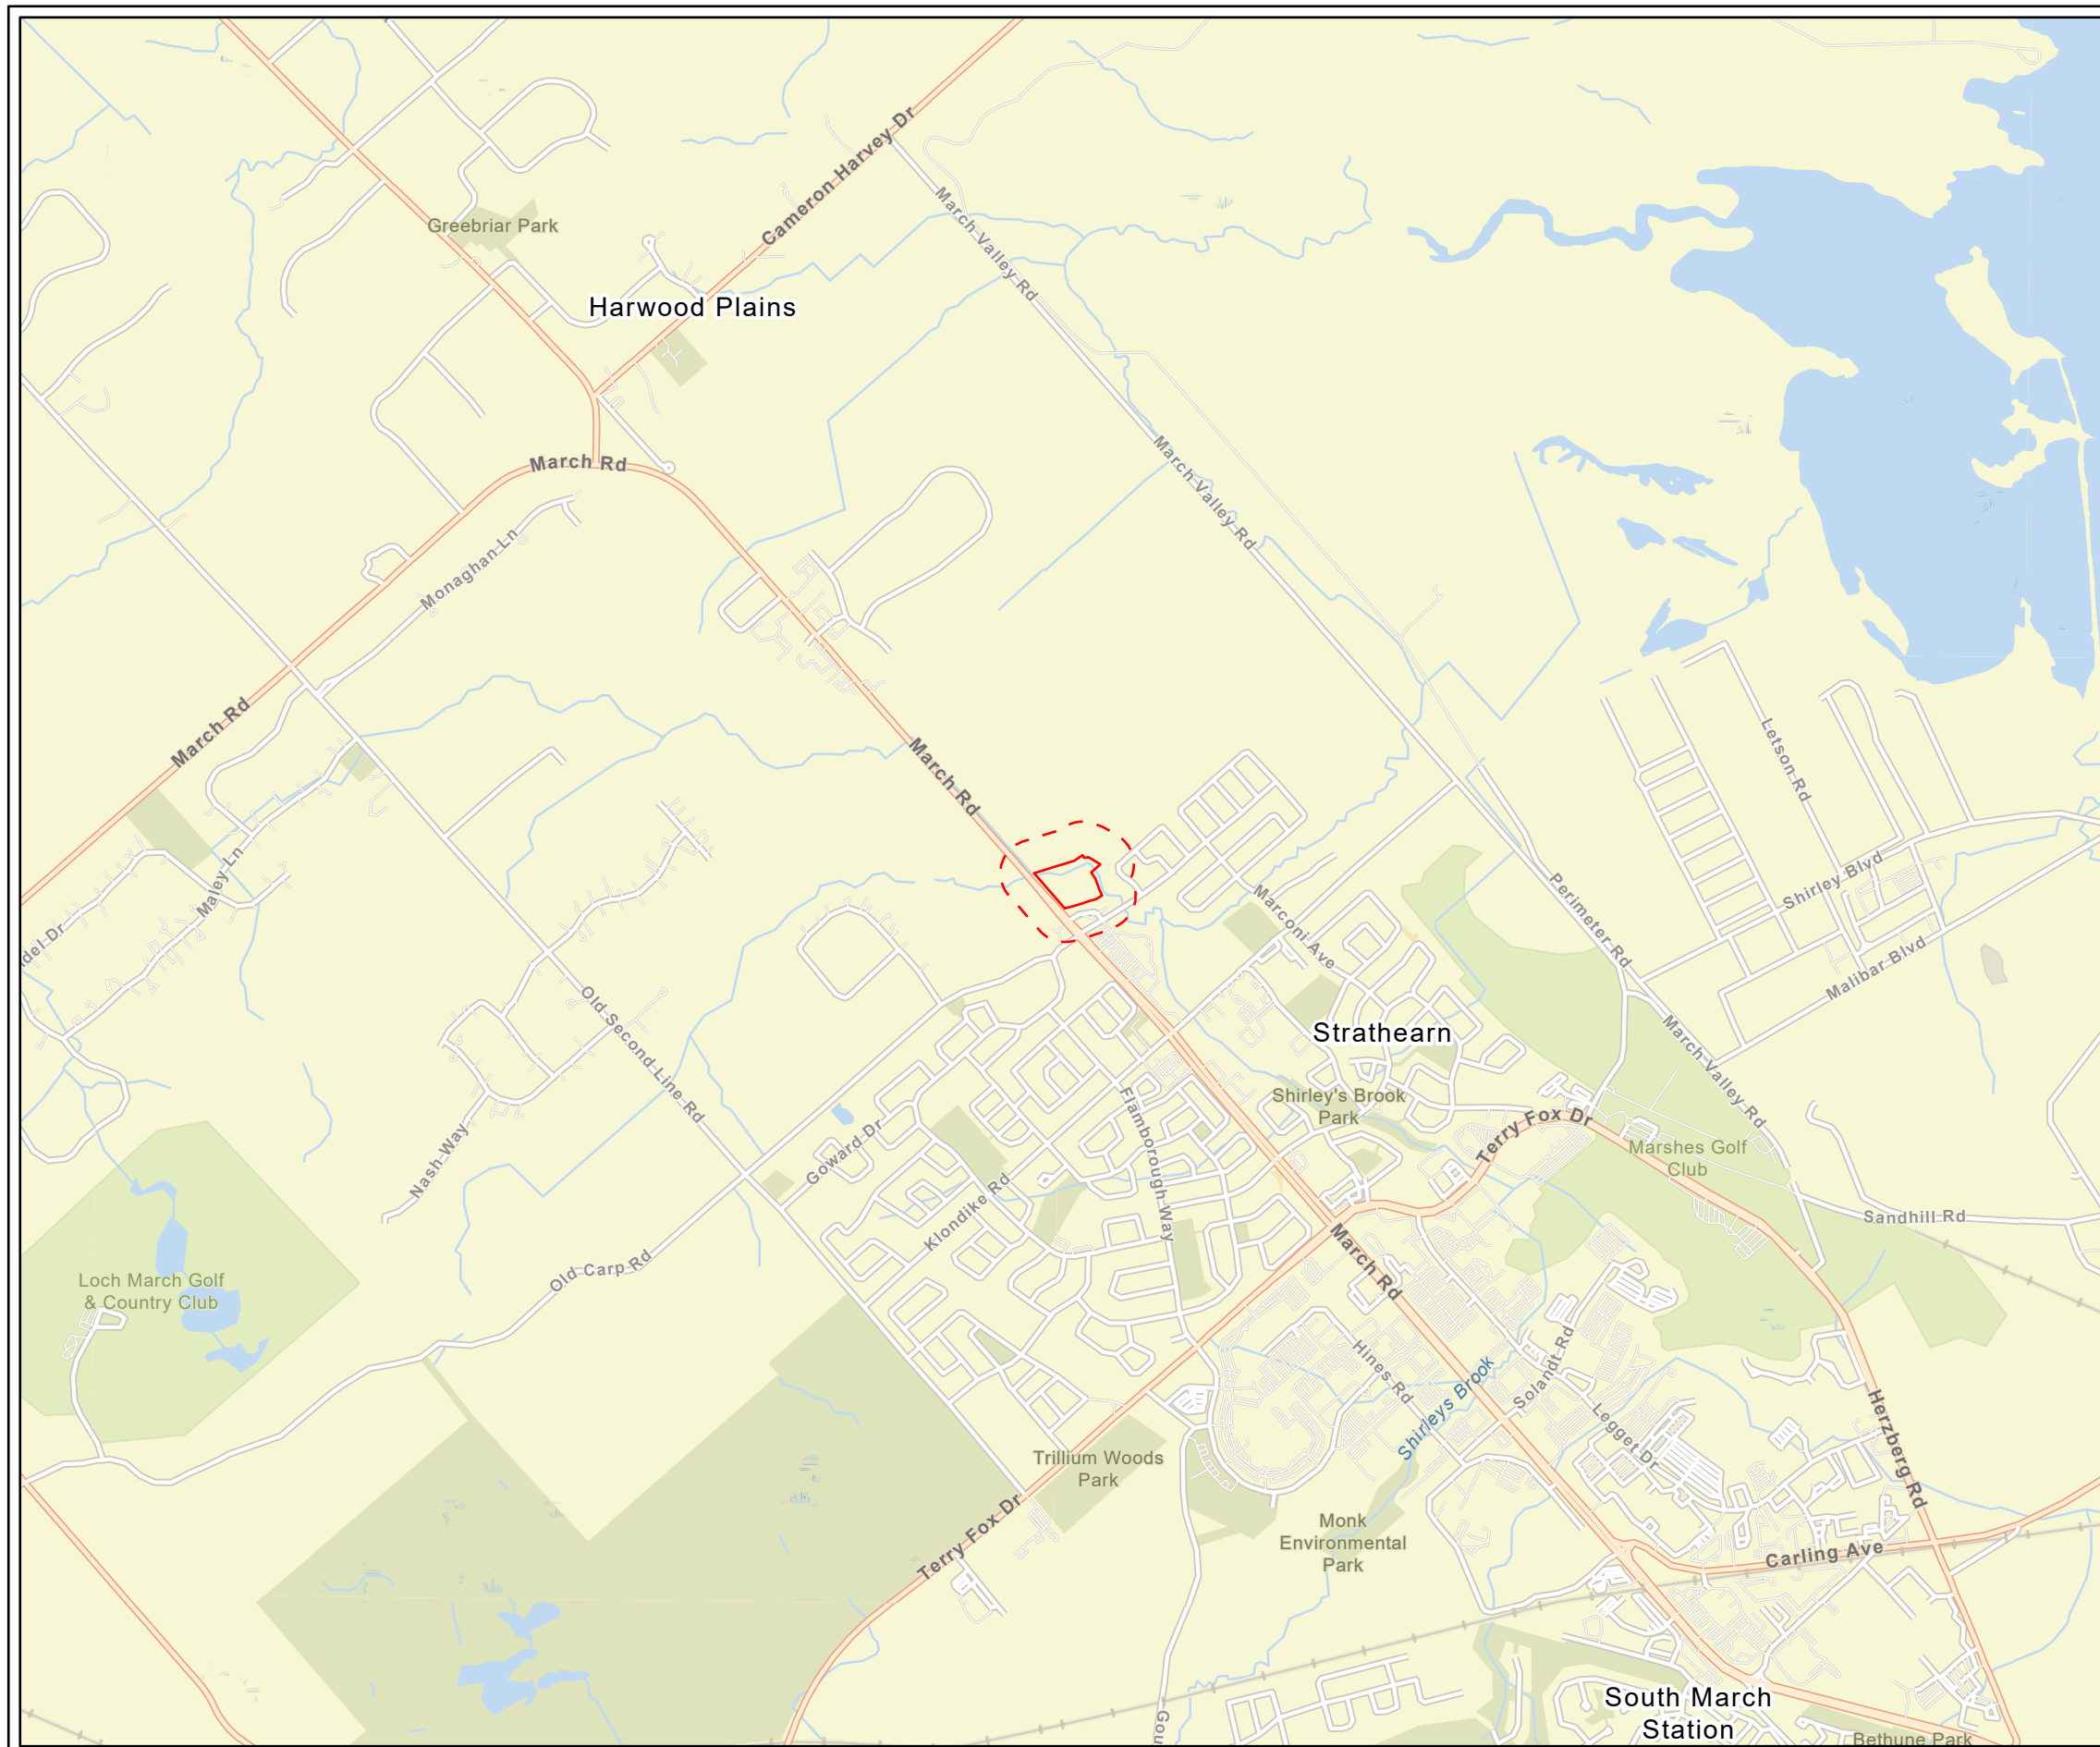 Cameron Harvey Dr
March Valley Rd
Greebriar Park
Harwood Plains
March Rd
March Valley Rd
Monaghan Ln
March Rd
March Rd
Letson Rd
Maley Ln
Shirley Blvd
Marconi Ave
Perimeter Rd
Malibar Blvd
del Dr
Old Second Line Rd
Strathearn
March Valley Rd
Shirley's Brook
Park
Flamborough Way
Terry Fox Dr
Marshes Golf
Club
Goward Dr
Nash Way
Klondike Rd
Sandhill Rd
Old Carp Rd
March Rd
Loch March Golf
& Country Club
Hines Rd
Solandt Rd
Shirleys Brook
Legget Dr
Herzberg Rd
Trillium Woods
Park
Terry Fox Dr
Monk
Environmental
Park
Carling Ave
South March
Station
Gou
Bethune Park